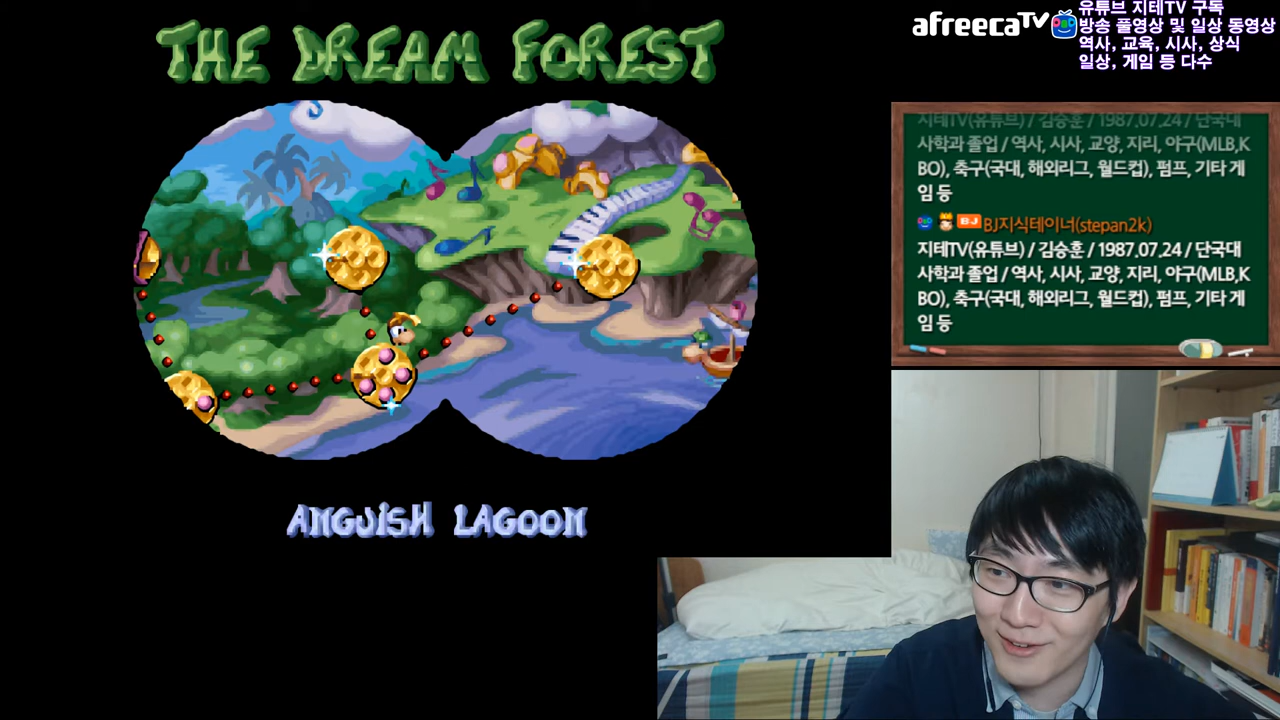 THE DREAM FOREST
ANGUISH LAGOON
afreecaTV
유튜브 지테TV 구독
방송 풀영상 및 일상 동영상
역사, 교육, 시사, 상식
일상, 게임 등 다수
지테TV(유튜브) / 김승훈 / 1987.07.24 / 단국대
사학과 졸업 / 역사, 시사, 교양, 지리, 야구(MLB,K
BO), 축구(국대, 해외리그, 월드컵), 펌프, 기타 게
임 등
BJ BJ지식테이너(stepan2k)
지테TV(유튜브) / 김승훈 / 1987.07.24 / 단국대
사학과 졸업 / 역사, 시사, 교양, 지리, 야구(MLB,K
BO), 축구(국대, 해외리그, 월드컵), 펌프, 기타 게
임 등